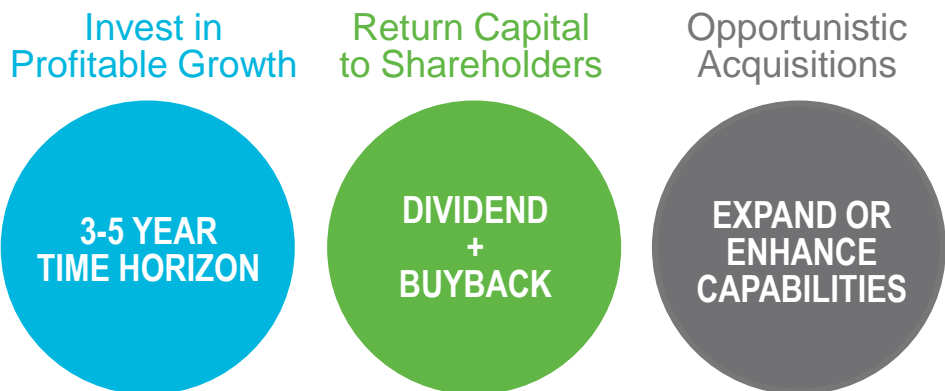 Invest in
Profitable Growth
3-5 YEAR
TIME HORIZON
Return Capital
to Shareholders
DIVIDEND
+
BUYBACK
Opportunistic
Acquisitions
EXPAND OR
ENHANCE
CAPABILITIES